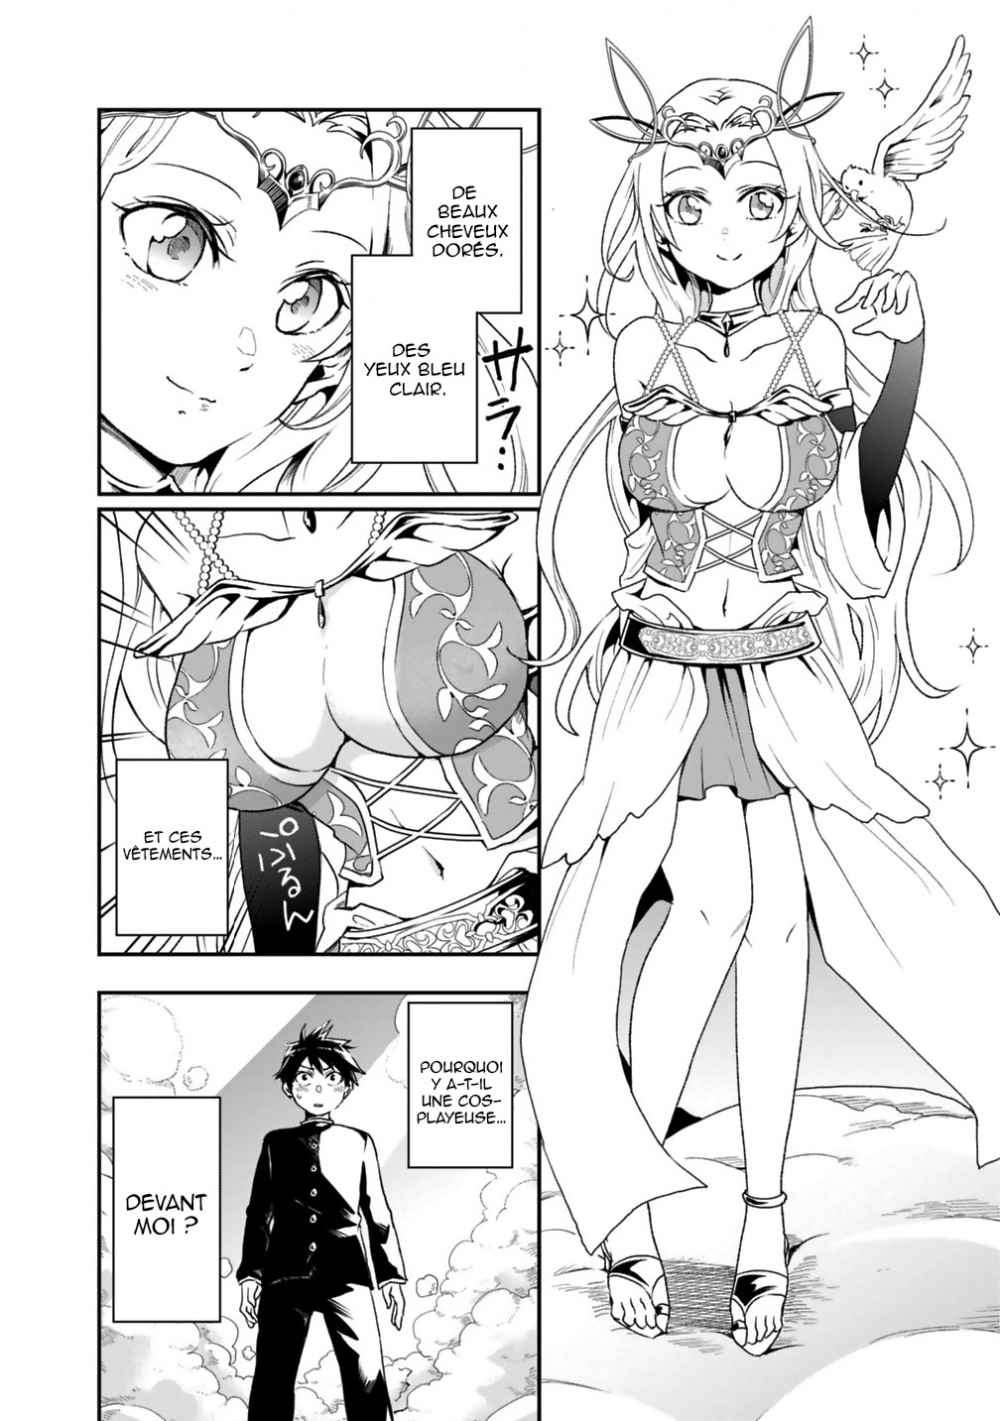 DE
BEAUX
CHEVEUX
DORÉS.
DES
YEUX BLEU
CLAIR.
サラ・・
ET CES
VÊTEMENTS...
ぷるん
POURQUOI
Y A-T-IL
UNE COS-
PLAYEUSE...
DEVANT
MOI ?